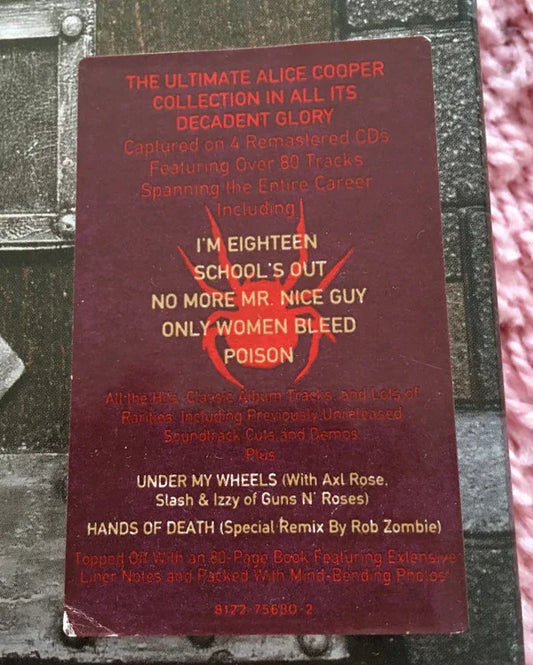 THE ULTIMATE ALICE COOPER
COLLECTION IN ALL ITS
DECADENT GLORY
Captured on 4 Remastered CDs
Featuring Over 80 Tracks
Spanning the Entire Career
Including
I'M EIGHTEEN
SCHOOL'S OUT
NO MORE MR. NICE GUY
ONLY WOMEN BLEED
POISON
All the Hits, Classic Album Tracks, and Lots of
Rarities, Including Previously Unreleased
Soundtrack Cuts and Demos
Plus
UNDER MY WHEELS (With Axl Rose,
Slash & Izzy of Guns N' Roses)
HANDS OF DEATH (Special Remix By Rob Zombie)
Topped Off With an 80-Page Book Featuring Extensive
Liner Notes and Packed With Mind-Bending Photos!
8122-75680-2